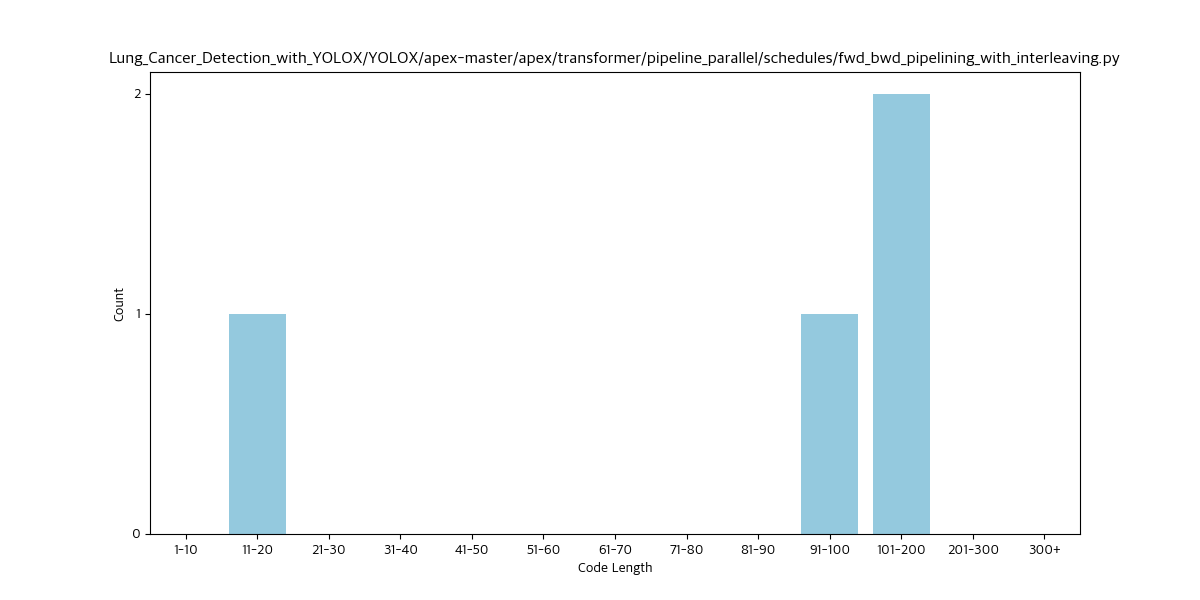 Lung_Cancer_Detection_with_YOLOX/YOLOX/apex-master/apex/transformer/pipeline_parallel/schedules/fwd_bwd_pipelining_with_interleaving.py
2
1
0
Count
1-10 11-20 21-30 31-40 41-50 51-60 61-70 71-80 81-90 91-100 101-200 201-300 300+
Code Length